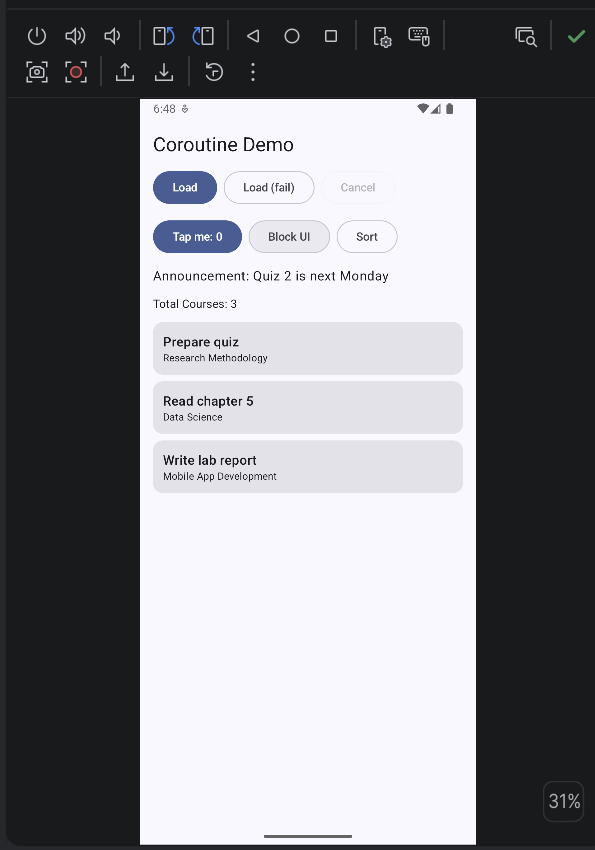 6:48
Coroutine Demo
Load Load (fail) Cancel
Tap me: 0 Block UI Sort
Announcement: Quiz 2 is next Monday
Total Courses: 3
Prepare quiz
Research Methodology
Read chapter 5
Data Science
Write lab report
Mobile App Development
31%